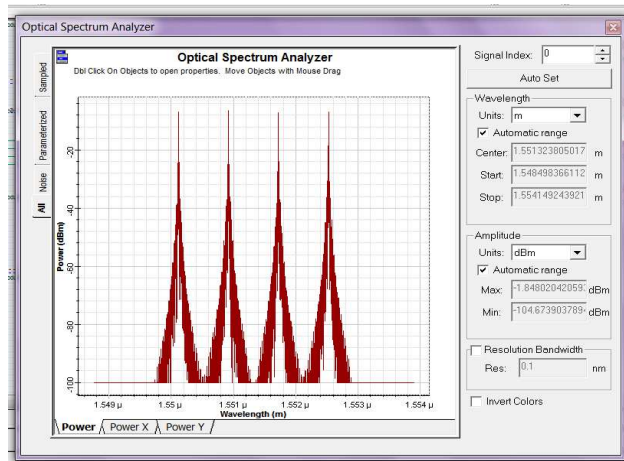 Optical Spectrum Analyzer
Optical Spectrum Analyzer
Dbl Click On Objects to open properties. Move Objects with Mouse Drag
Sampled
Parameterized
Noise
All
Power (dBm)
-20
-40
-60
-80
-100
1.549 µ
1.55 µ
1.551 µ
1.552 µ
1.553 µ
1.554 µ
Wavelength (m)
Power
Power X
Power Y
Signal Index: 0
Auto Set
Wavelength
Units: m
Automatic range
Center: 1.551323805017 m
Start: 1.548498366112 m
Stop: 1.554149243921 m
Amplitude
Units: dBm
Automatic range
Max: -1.84802042059 dBm
Min: -104.673903789 dBm
Resolution Bandwidth
Res: 0.1 nm
Invert Colors